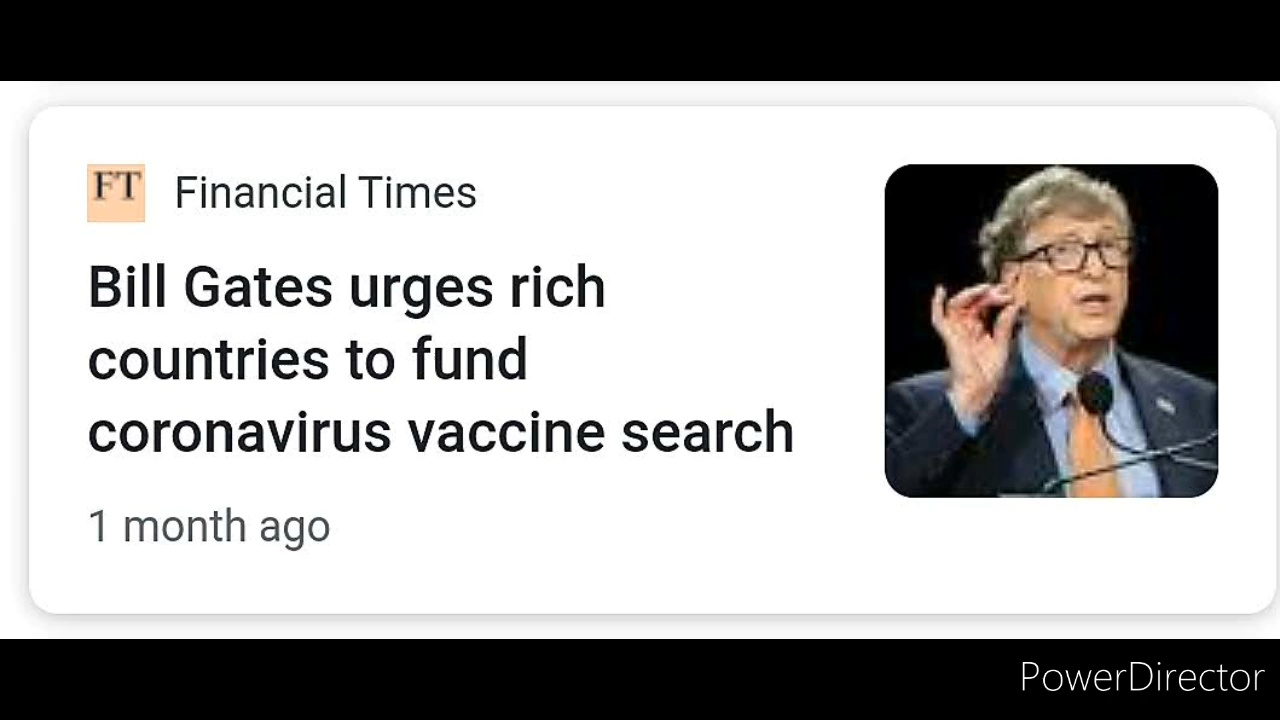 FT
Financial Times
Bill Gates urges rich
countries to fund
coronavirus vaccine search
1 month ago
PowerDirector